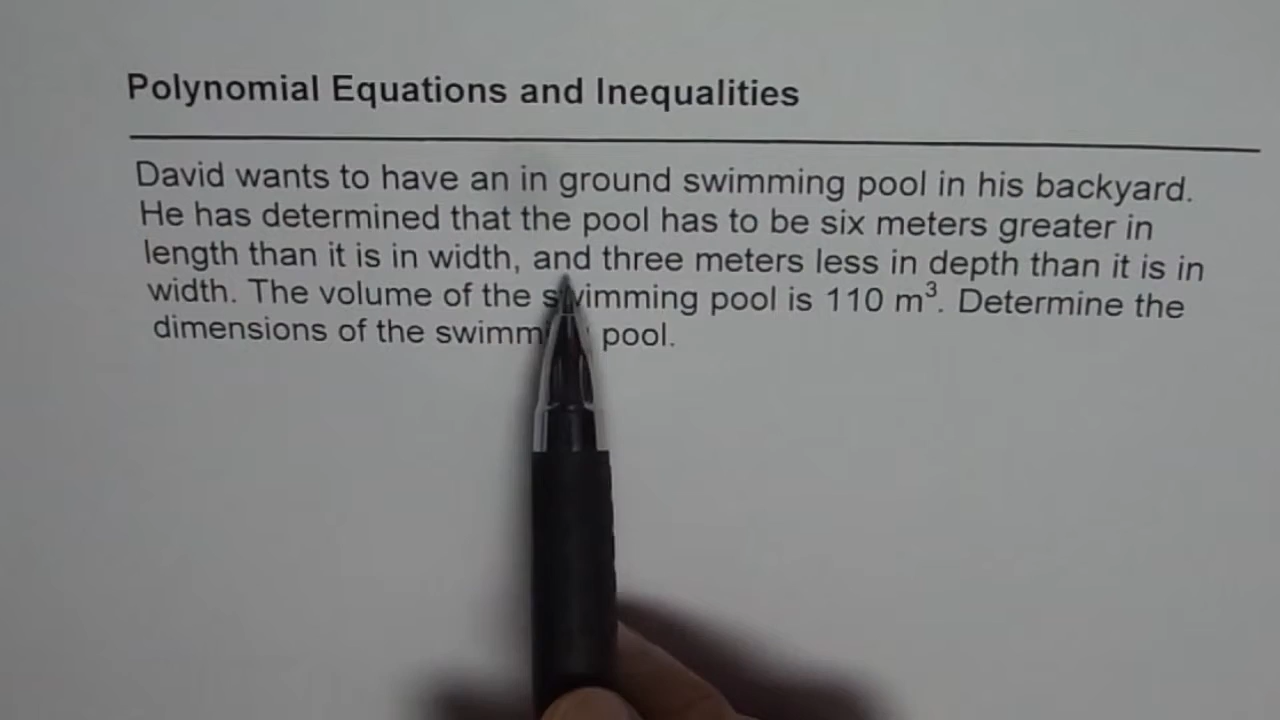 Polynomial Equations and Inequalities
David wants to have an in ground swimming pool in his backyard.
He has determined that the pool has to be six meters greater in
length than it is in width, and three meters less in depth than it is in
width. The volume of the swimming pool is 110 m³. Determine the
dimensions of the swimming pool.